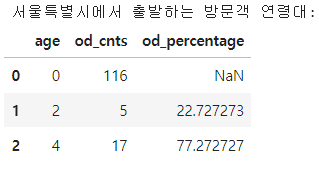 서울특별시에서 출발하는 방문객 연령대:
age od_cnts od_percentage
0 0 116 NaN
1 2 5 22.727273
2 4 17 77.272727